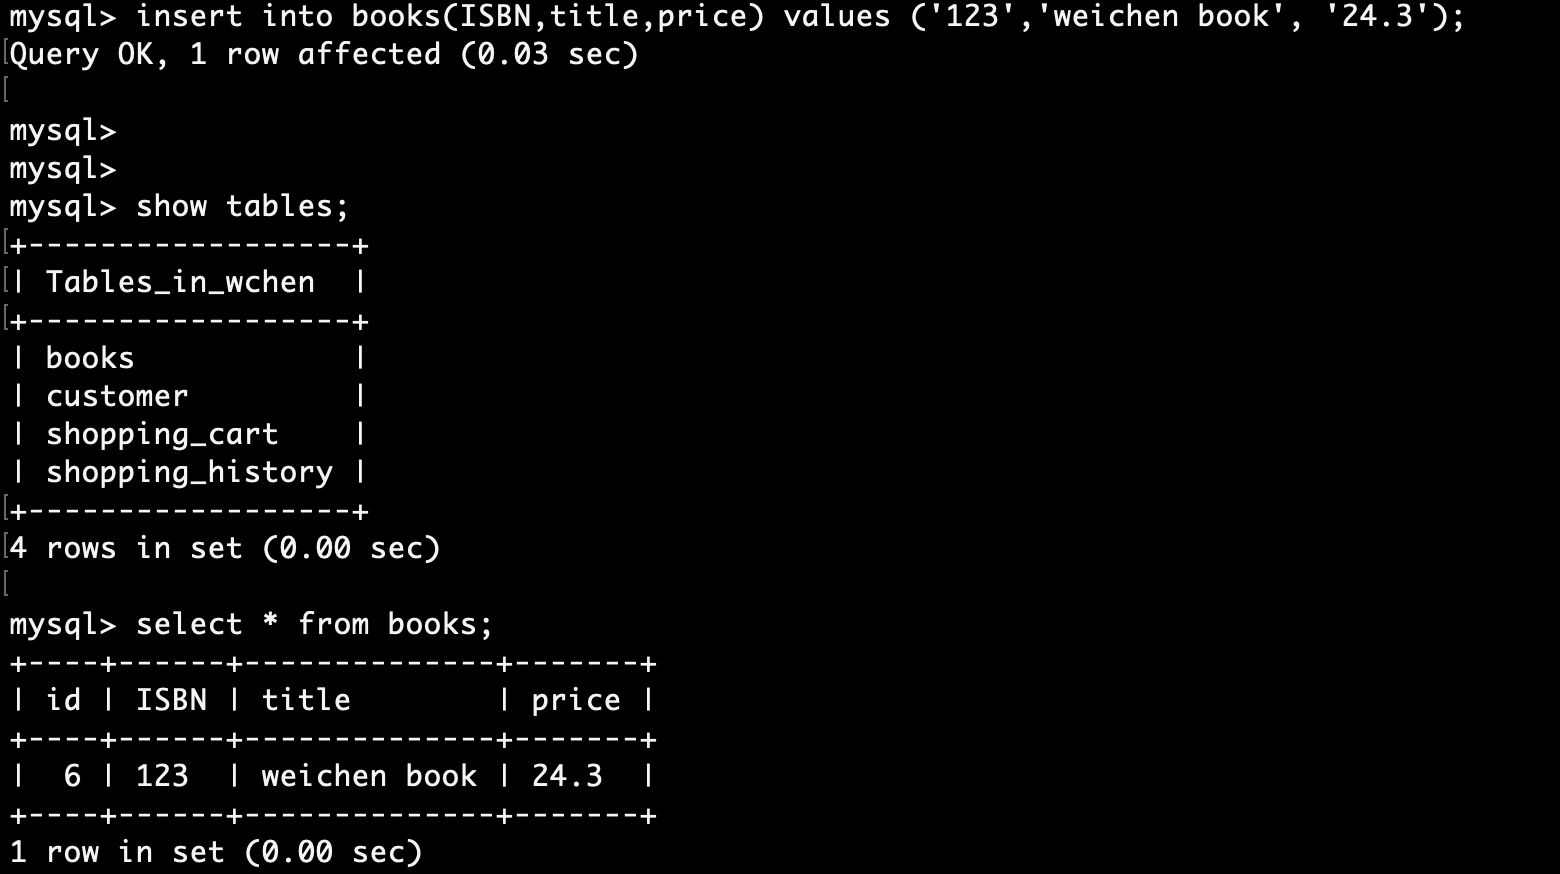 mysql> insert into books(ISBN,title,price) values ('123','weichen book', '24.3');
Query OK, 1 row affected (0.03 sec)
mysql>
mysql>
mysql> show tables;
+------------------+
| Tables_in_wchen  |
+------------------+
| books            |
| customer         |
| shopping_cart    |
| shopping_history |
+------------------+
4 rows in set (0.00 sec)
mysql> select * from books;
+----+------+--------------+-------+
| id | ISBN | title        | price |
+----+------+--------------+-------+
|  6 | 123  | weichen book | 24.3  |
+----+------+--------------+-------+
1 row in set (0.00 sec)